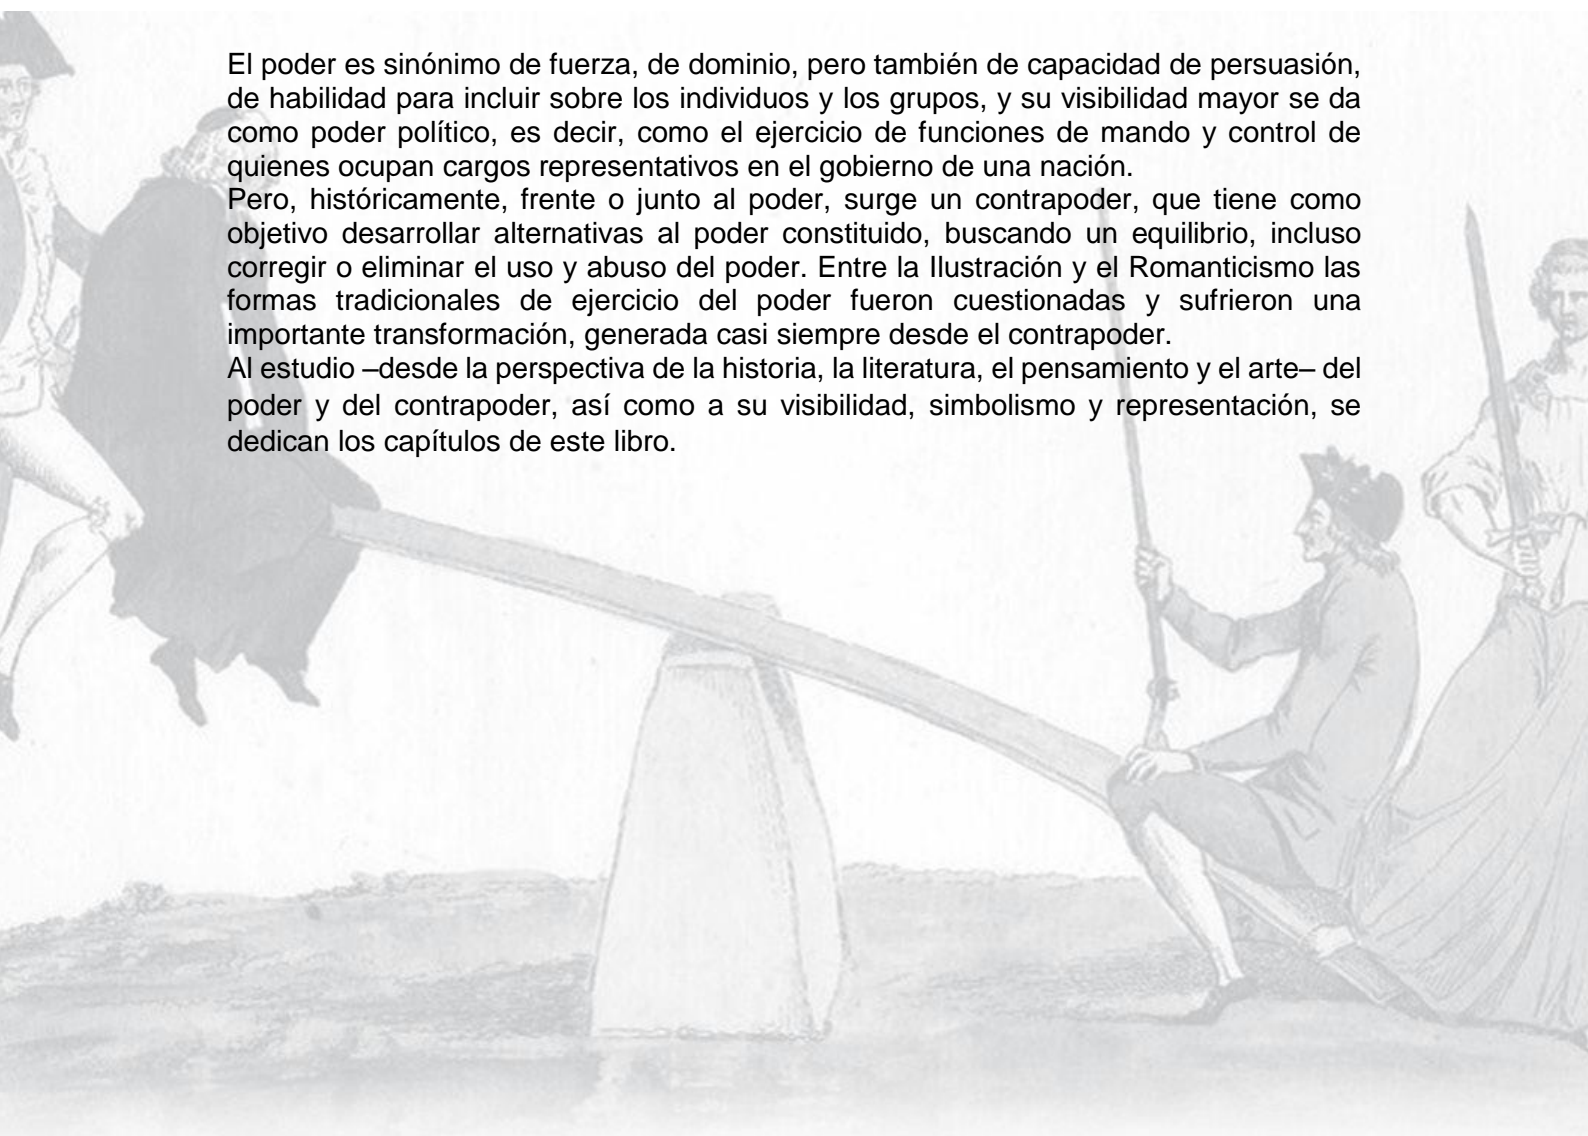 El poder es sinónimo de fuerza, de dominio, pero también de capacidad de persuasión,
de habilidad para incluir sobre los individuos y los grupos, y su visibilidad mayor se da
como poder político, es decir, como el ejercicio de funciones de mando y control de
quienes ocupan cargos representativos en el gobierno de una nación.
Pero, históricamente, frente o junto al poder, surge un contrapoder, que tiene como
objetivo desarrollar alternativas al poder constituido, buscando un equilibrio, incluso
corregir o eliminar el uso y abuso del poder. Entre la Ilustración y el Romanticismo las
formas tradicionales de ejercicio del poder fueron cuestionadas y sufrieron una
importante transformación, generada casi siempre desde el contrapoder.
Al estudio –desde la perspectiva de la historia, la literatura, el pensamiento y el arte– del
poder y del contrapoder, así como a su visibilidad, simbolismo y representación, se
dedican los capítulos de este libro.